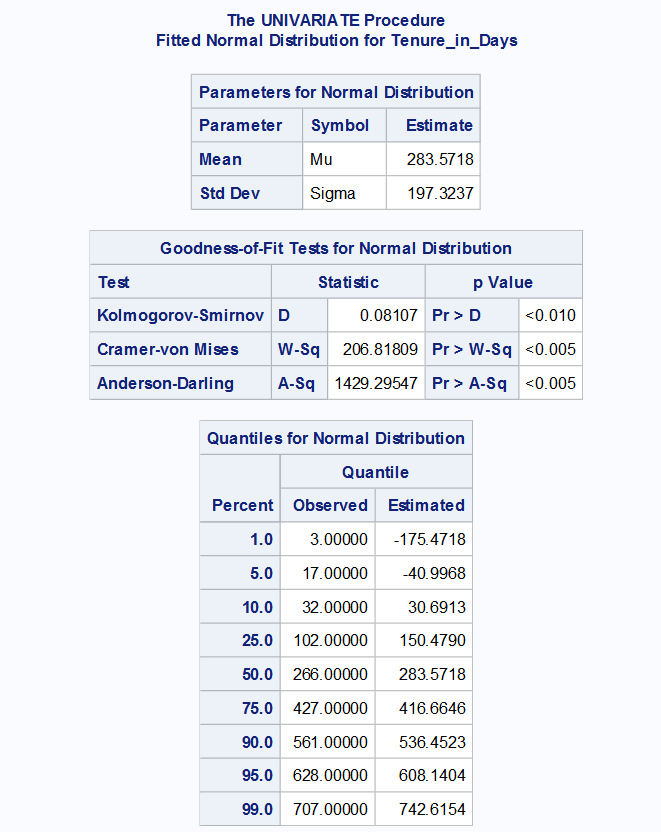 The UNIVARIATE Procedure
Fitted Normal Distribution for Tenure_in_Days
Parameters for Normal Distribution
Parameter Symbol Estimate
Mean Mu 283.5718
Std Dev Sigma 197.3237
Goodness-of-Fit Tests for Normal Distribution
Test Statistic p Value
Kolmogorov-Smirnov D 0.08107 Pr > D <0.010
Cramer-von Mises W-Sq 206.81809 Pr > W-Sq <0.005
Anderson-Darling A-Sq 1429.29547 Pr > A-Sq <0.005
Quantiles for Normal Distribution
Quantile
Percent Observed Estimated
1.0 3.00000 -175.4718
5.0 17.00000 -40.9968
10.0 32.00000 30.6913
25.0 102.00000 150.4790
50.0 266.00000 283.5718
75.0 427.00000 416.6646
90.0 561.00000 536.4523
95.0 628.00000 608.1404
99.0 707.00000 742.6154